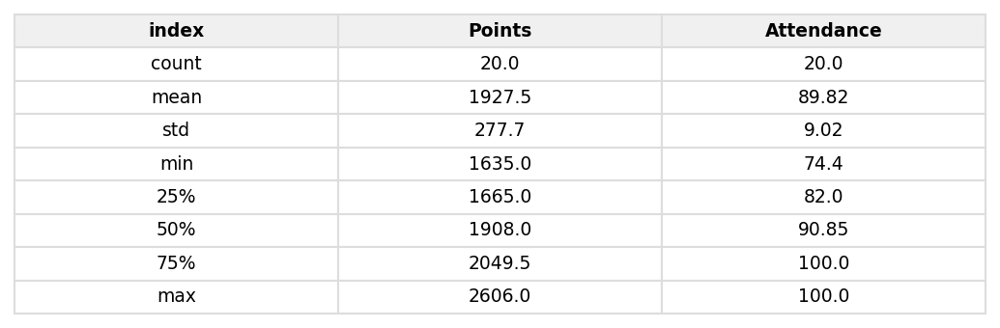 index Points Attendance
count 20.0 20.0
mean 1927.5 89.82
std 277.7 9.02
min 1635.0 74.4
25% 1665.0 82.0
50% 1908.0 90.85
75% 2049.5 100.0
max 2606.0 100.0